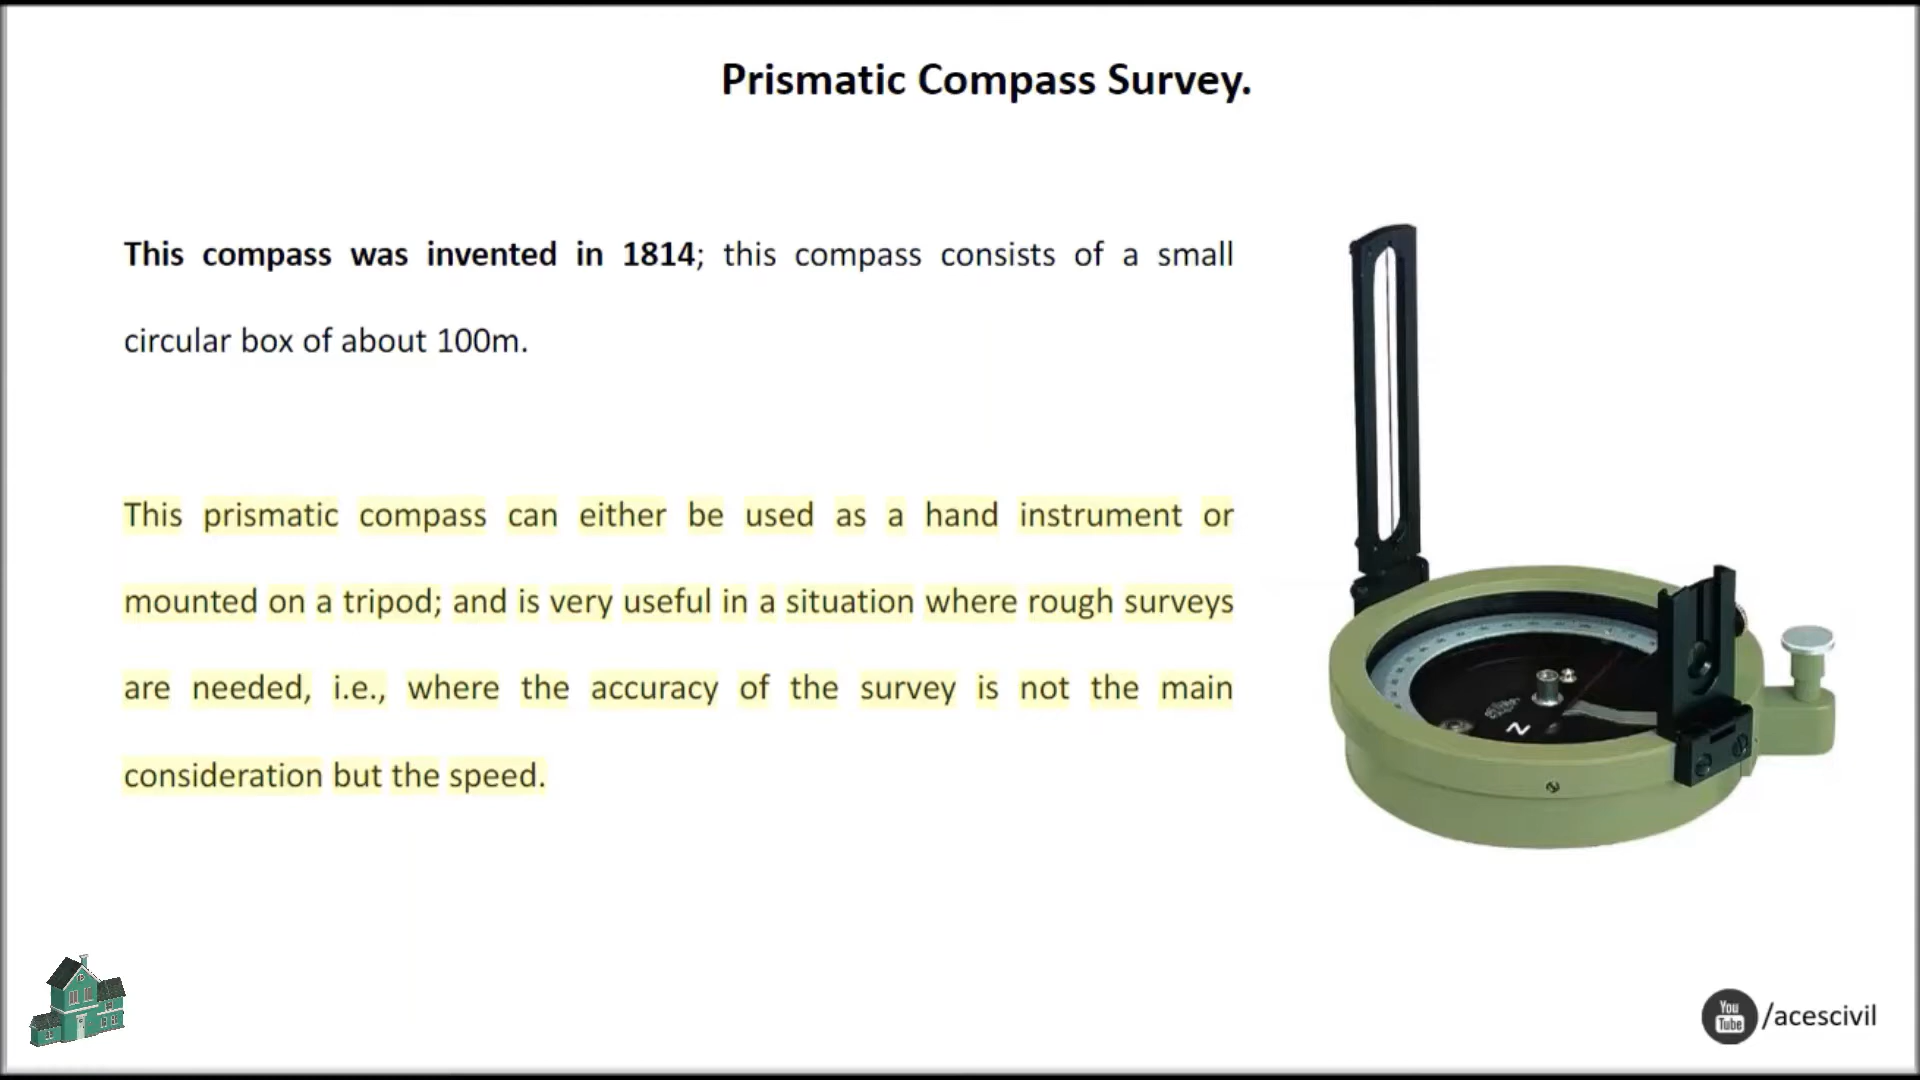 Prismatic Compass Survey.
This compass was invented in 1814; this compass consists of a small
circular box of about 100m.
This prismatic compass can either be used as a hand instrument or
mounted on a tripod; and is very useful in a situation where rough surveys
are needed, i.e., where the accuracy of the survey is not the main
consideration but the speed.
N
You
Tube
/acescivil